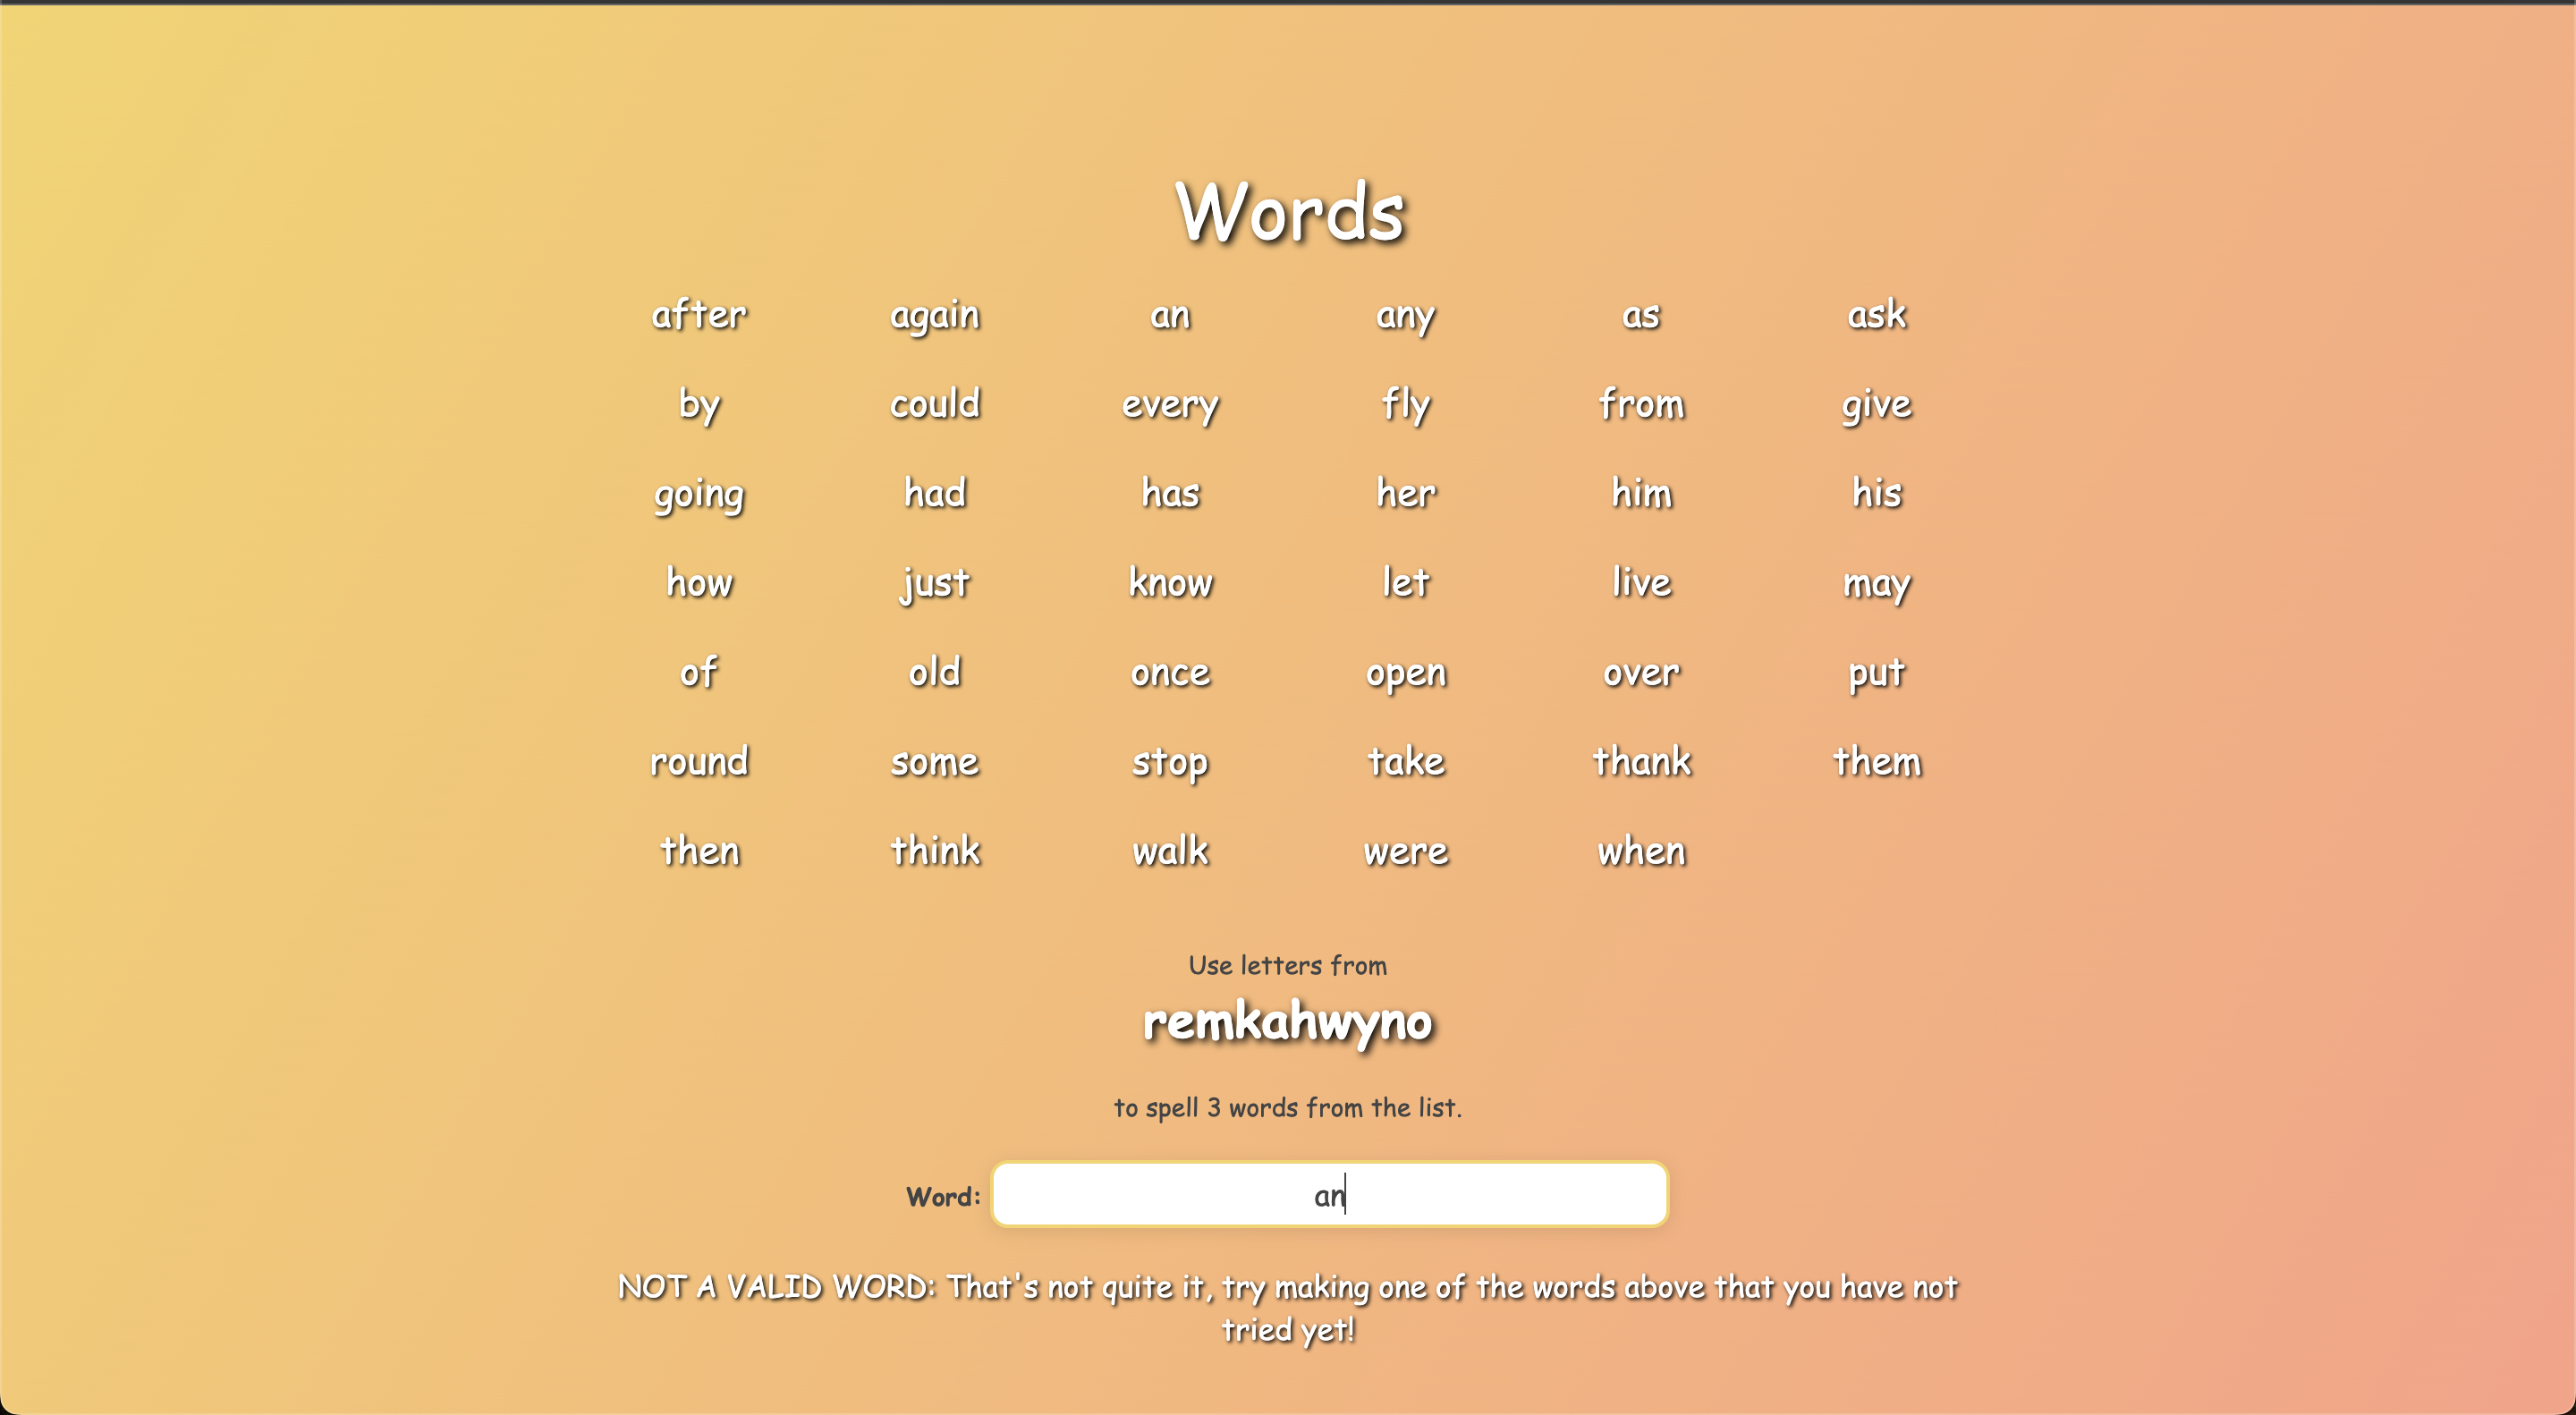 Words
after again an any as ask
by could every fly from give
going had has her him his
how just know let live may
of old once open over put
round some stop take thank them
then think walk were when
Use letters from
remkahwyno
to spell 3 words from the list.
Word: an
NOT A VALID WORD: That's not quite it, try making one of the words above that you have not
tried yet!